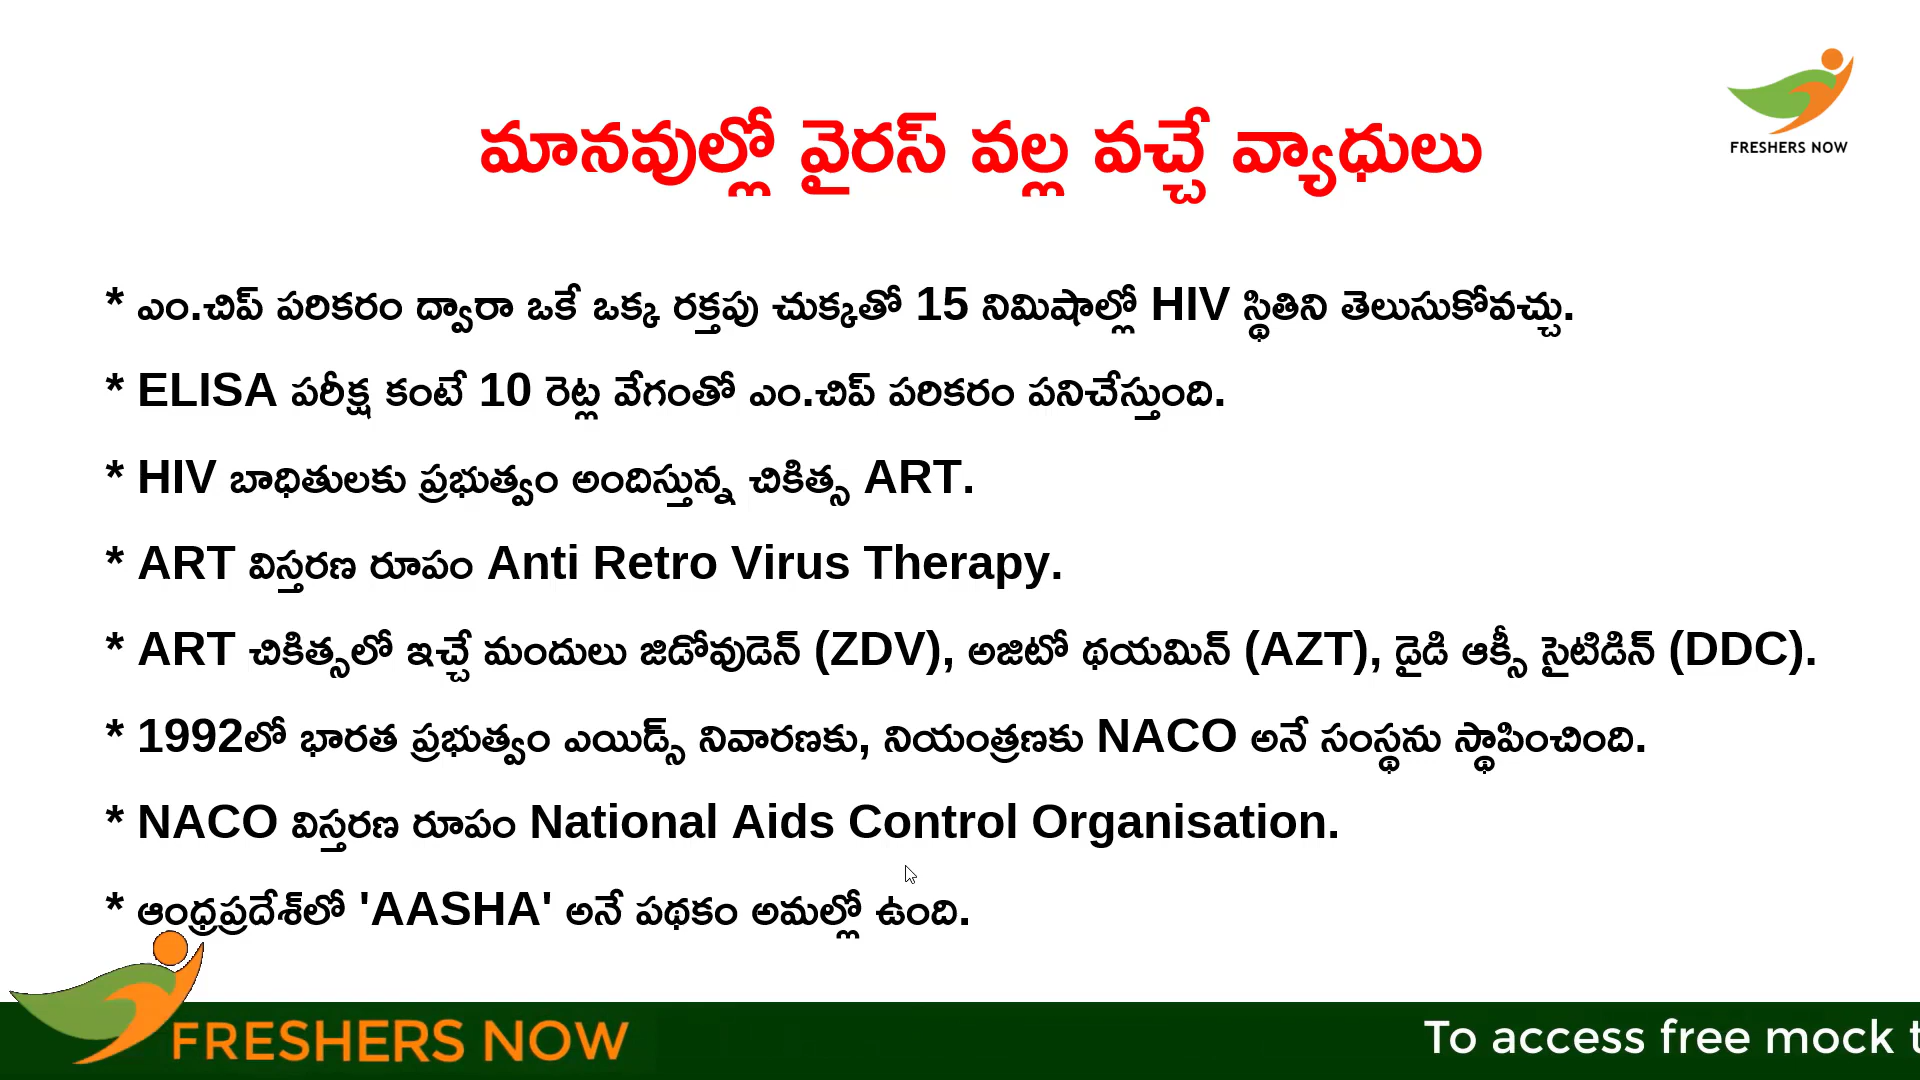 FRESHERS NOW
మానవుల్లో వైరస్ వల్ల వచ్చే వ్యాధులు
* ఎం.చిప్ పరికరం ద్వారా ఒకే ఒక్క రక్తపు చుక్కతో 15 నిమిషాల్లో HIV స్థితిని తెలుసుకోవచ్చు.
* ELISA పరీక్ష కంటే 10 రెట్ల వేగంతో ఎం.చిప్ పరికరం పనిచేస్తుంది.
* HIV బాధితులకు ప్రభుత్వం అందిస్తున్న చికిత్స ART.
* ART విస్తరణ రూపం Anti Retro Virus Therapy.
* ART చికిత్సలో ఇచ్చే మందులు జిడోవుడెన్ (ZDV), అజిటో థయమిన్ (AZT), డైడి ఆక్సీ సైటిడిన్ (DDC).
* 1992లో భారత ప్రభుత్వం ఎయిడ్స్ నివారణకు, నియంత్రణకు NACO అనే సంస్థను స్థాపించింది.
* NACO విస్తరణ రూపం National Aids Control Organisation.
* ఆంధ్రప్రదేశ్‌లో 'AASHA' అనే పథకం అమల్లో ఉంది.
FRESHERS NOW
To access free mock